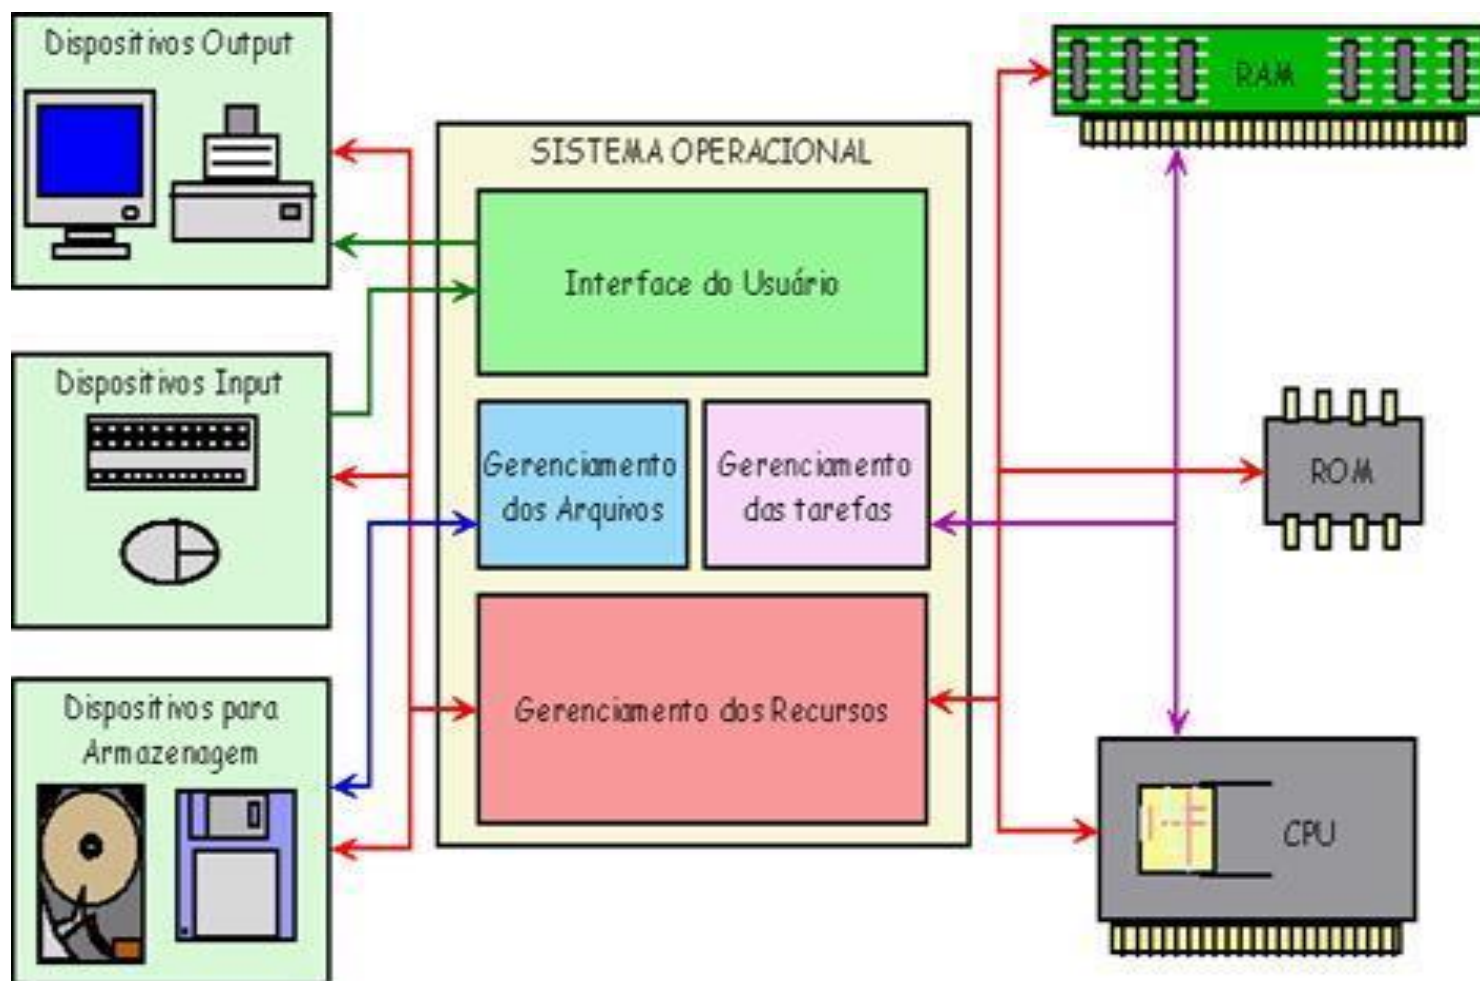 Dispositivos Output
SISTEMA OPERACIONAL
RAM
Interface do Usuário
Dispositivos Input
Gerenciamento
dos Arquivos
Gerenciamento
das tarefas
ROM
Dispositivos para
Armazenagem
Gerenciamento dos Recursos
CPU